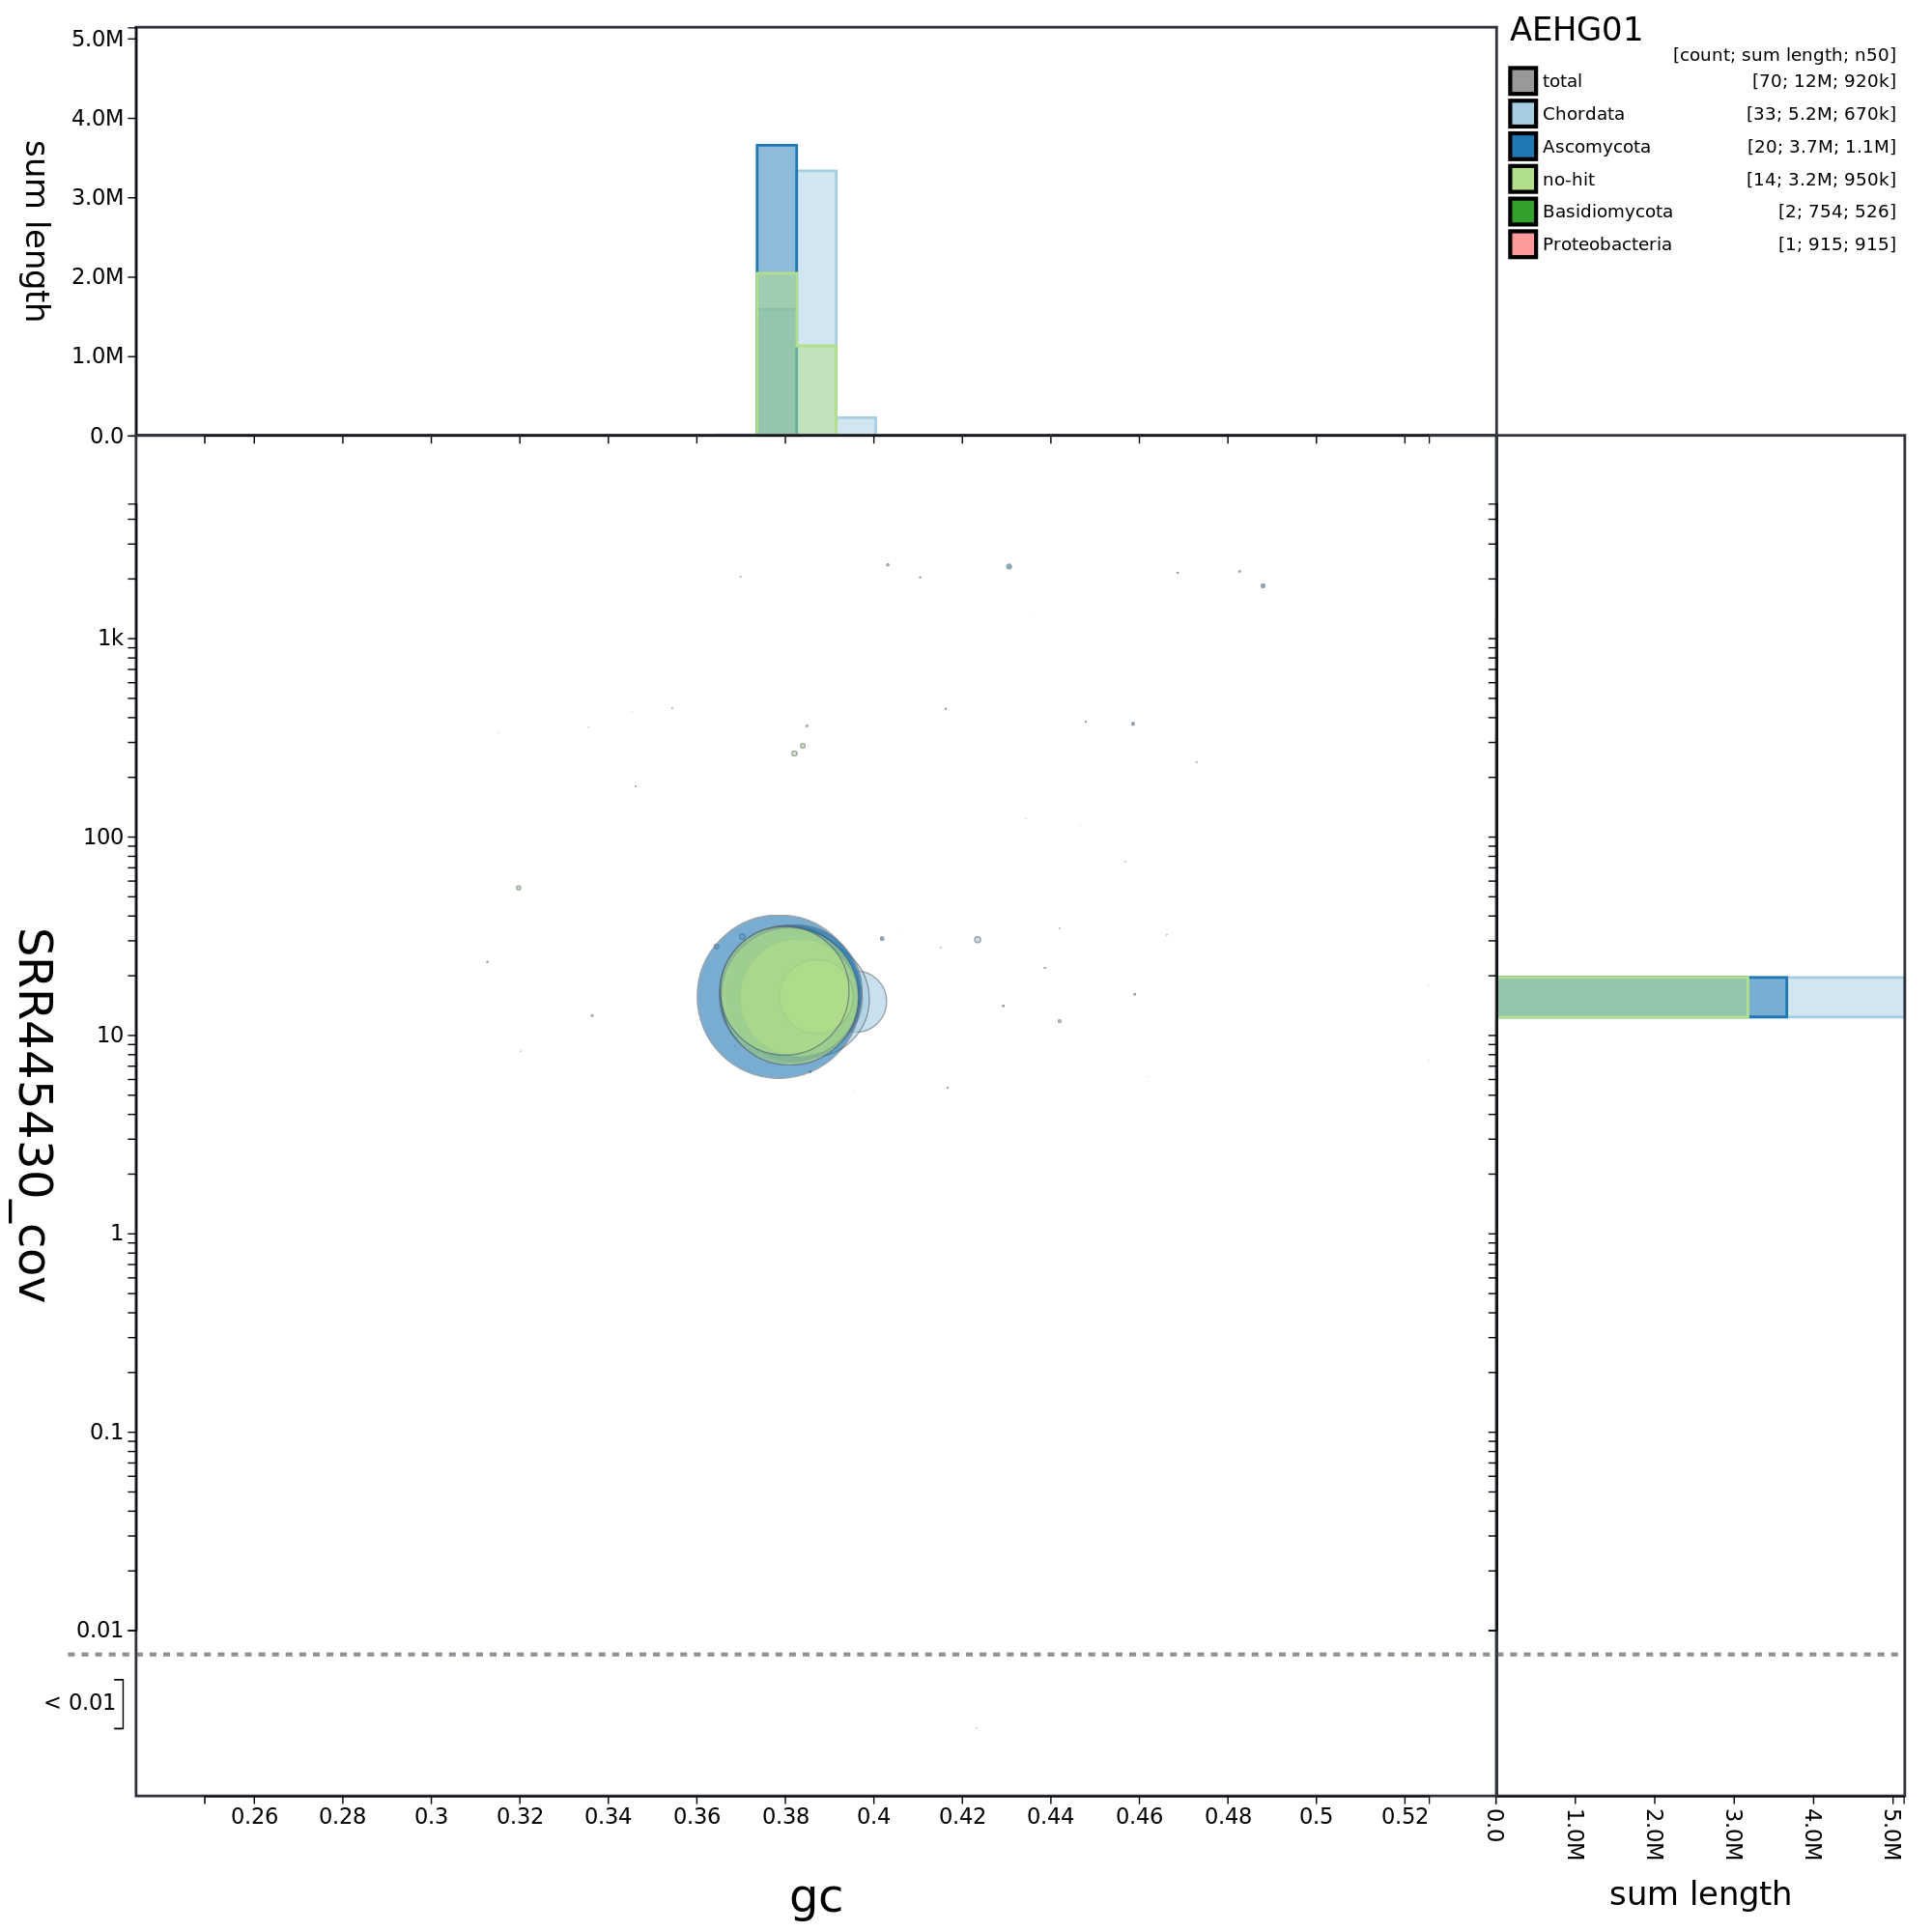 AEHG01
[count; sum length; n50]
total [70; 12M; 920k]
Chordata [33; 5.2M; 670k]
Ascomycota [20; 3.7M; 1.1M]
no-hit [14; 3.2M; 950k]
Basidiomycota [2; 754; 526]
Proteobacteria [1; 915; 915]
sum length
5.0M
4.0M
3.0M
2.0M
1.0M
0.0
SRR445430_cov
1k
100
10
1
0.1
0.01
< 0.01
0.26 0.28 0.3 0.32 0.34 0.36 0.38 0.4 0.42 0.44 0.46 0.48 0.5 0.52
gc
0.0 1.0M 2.0M 3.0M 4.0M 5.0M
sum length